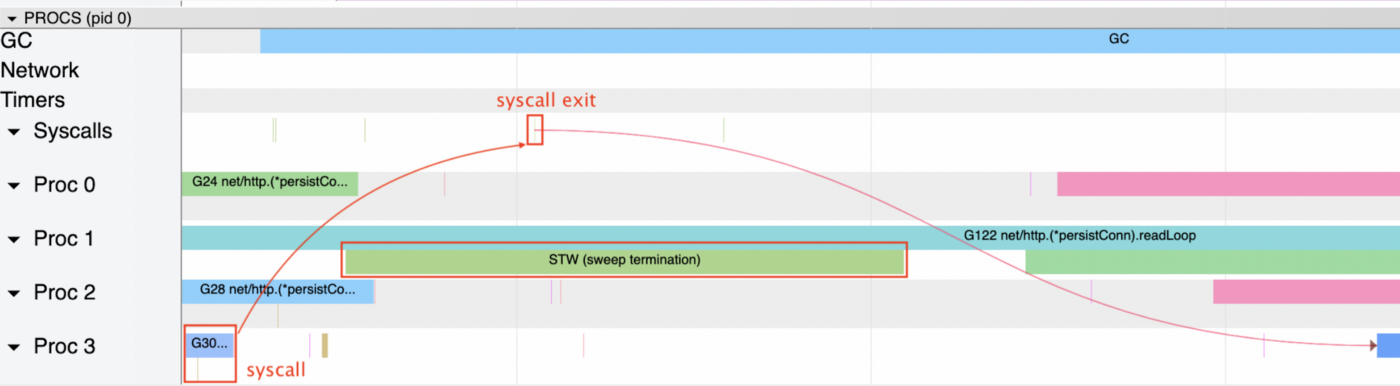 PROCS (pid 0)
GC
GC
Network
Timers
syscall exit
Syscalls
Proc 0
G24 net/http.(*persistCo...
Proc 1
G122 net/http.(*persistConn).readLoop
STW (sweep termination)
Proc 2
G28 net/http.(*persistCo...
Proc 3
G30...
syscall